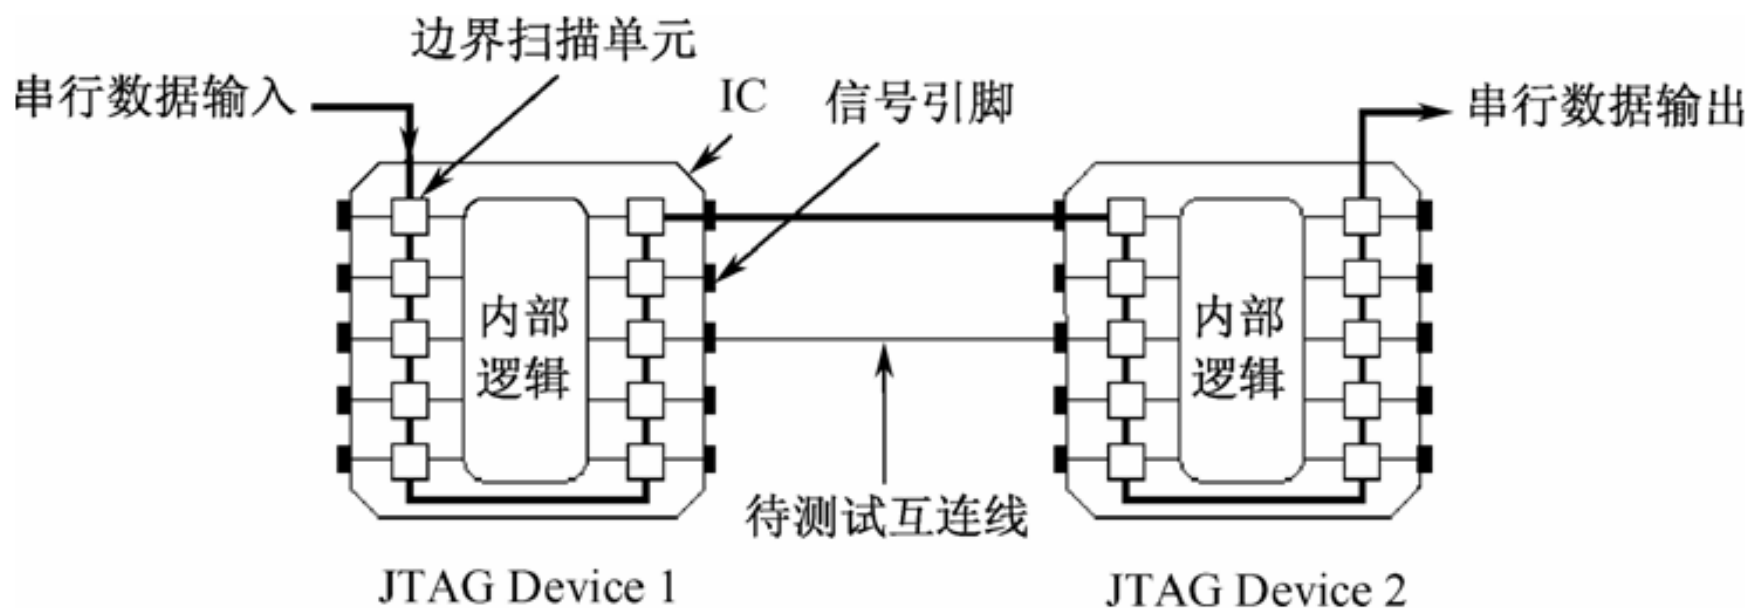 边界扫描单元
串行数据输入
IC
信号引脚
串行数据输出
内部
逻辑
内部
逻辑
待测试互连线
JTAG Device 1
JTAG Device 2